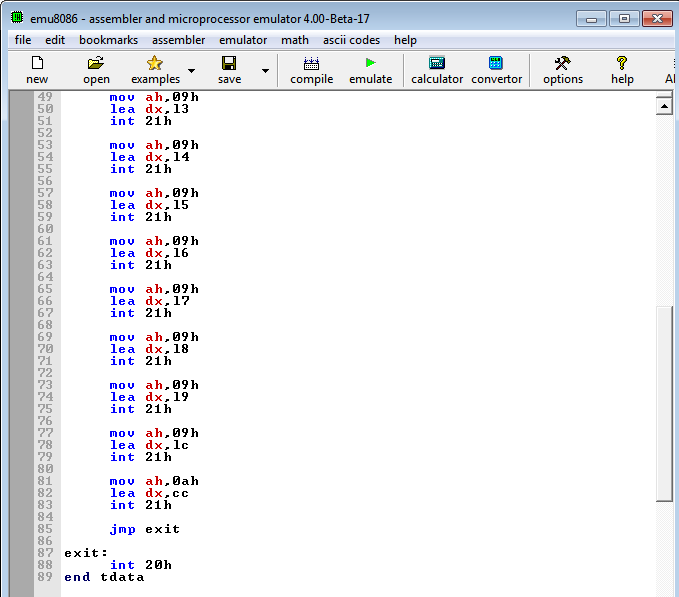 emu8086 - assembler and microprocessor emulator 4.00-Beta-17
file edit bookmarks assembler emulator math ascii codes help
new open examples save compile emulate calculator convertor options help
49 mov ah,09h
50 lea dx,l3
51 int 21h
52
53 mov ah,09h
54 lea dx,l4
55 int 21h
56
57 mov ah,09h
58 lea dx,l5
59 int 21h
60
61 mov ah,09h
62 lea dx,l6
63 int 21h
64
65 mov ah,09h
66 lea dx,l7
67 int 21h
68
69 mov ah,09h
70 lea dx,l8
71 int 21h
72
73 mov ah,09h
74 lea dx,l9
75 int 21h
76
77 mov ah,09h
78 lea dx,lc
79 int 21h
80
81 mov ah,0ah
82 lea dx,cc
83 int 21h
84
85 jmp exit
86
87 exit:
88 int 20h
89 end tdata